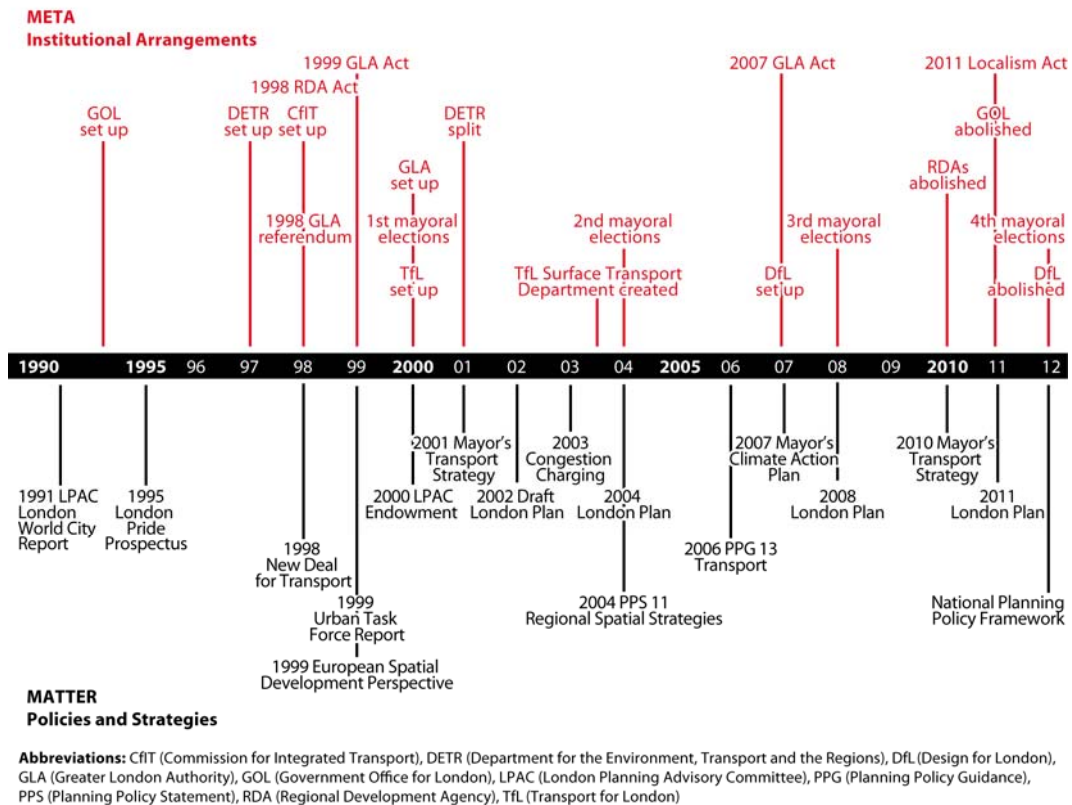 META
Institutional Arrangements
1999 GLA Act
2007 GLA Act
2011 Localism Act
1998 RDA Act
GOL
set up
DETR
set up
CfIT
set up
DETR
split
GOL
abolished
GLA
set up
RDAs
abolished
1998 GLA
referendum
1st mayoral
elections
2nd mayoral
elections
3rd mayoral
elections
4th mayoral
elections
TfL
set up
TfL Surface Transport
Department created
DfL
set up
DfL
abolished
1990 1995 96 97 98 99 2000 01 02 03 04 2005 06 07 08 09 2010 11 12
2001 Mayor's
Transport
Strategy
2003
Congestion
Charging
2007 Mayor's
Climate Action
Plan
2010 Mayor's
Transport
Strategy
1991 LPAC
London
World City
Report
1995
London
Pride
Prospectus
2000 LPAC
Endowment
2002 Draft
London Plan
2004
London Plan
2008
London Plan
2011
London Plan
1998
New Deal
for Transport
2006 PPG 13
Transport
1999
Urban Task
Force Report
2004 PPS 11
Regional Spatial Strategies
National Planning
Policy Framework
1999 European Spatial
Development Perspective
MATTER
Policies and Strategies
Abbreviations: CfIT (Commission for Integrated Transport), DETR (Department for the Environment, Transport and the Regions), DfL (Design for London),
GLA (Greater London Authority), GOL (Government Office for London), LPAC (London Planning Advisory Committee), PPG (Planning Policy Guidance),
PPS (Planning Policy Statement), RDA (Regional Development Agency), TfL (Transport for London)